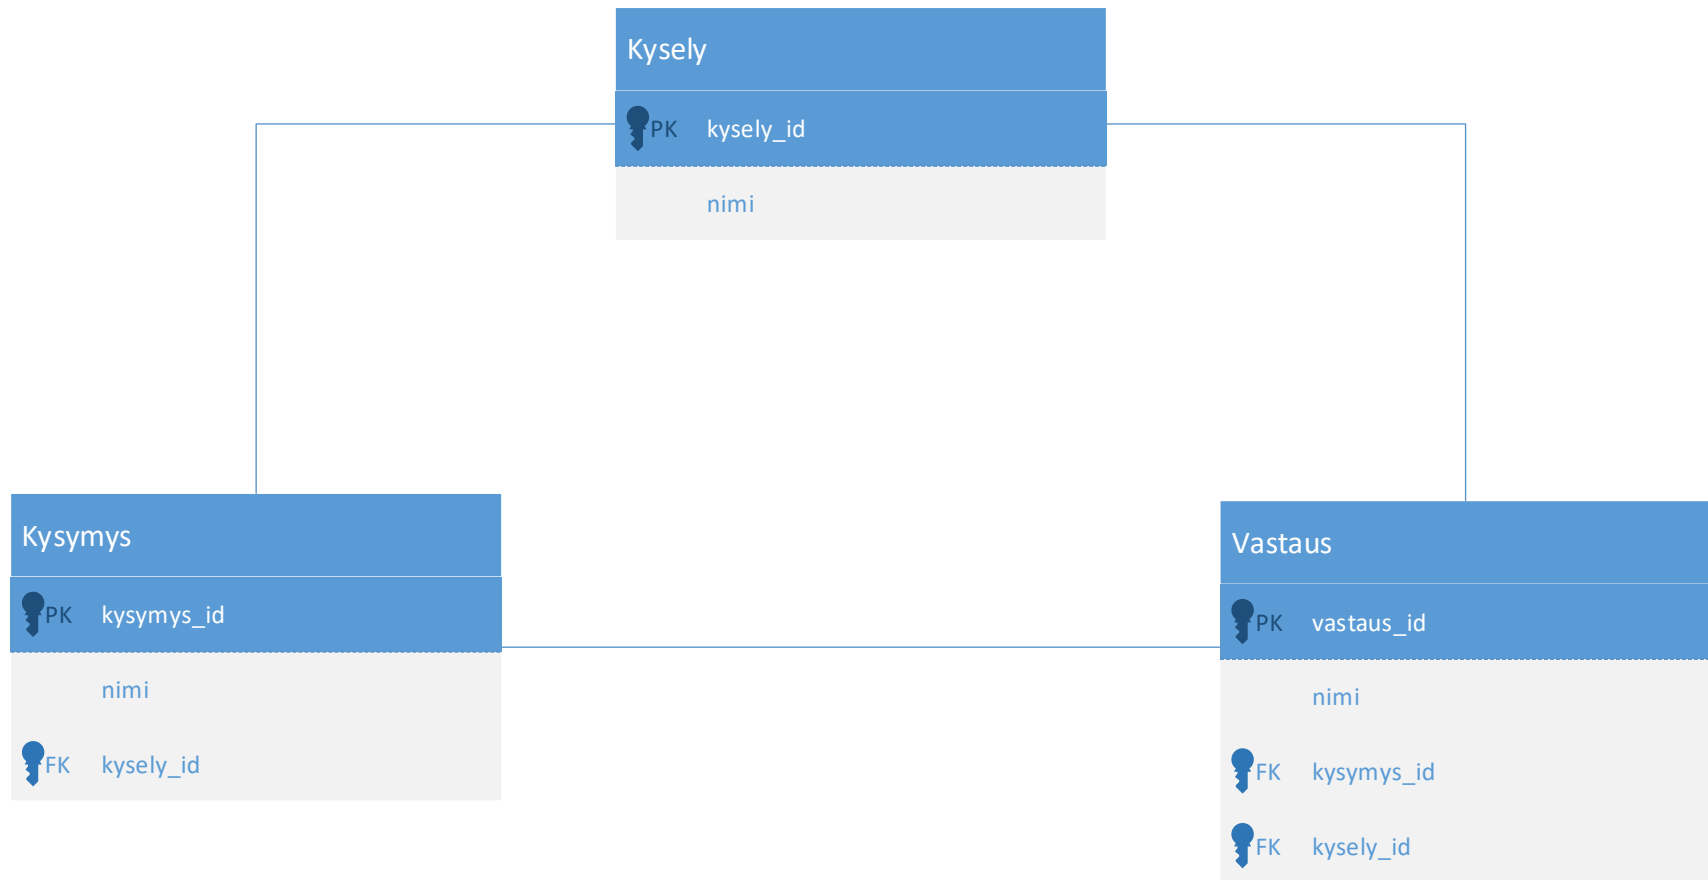 Kysely
PK kysely_id
nimi
Kysymys
PK kysymys_id
nimi
FK kysely_id
Vastaus
PK vastaus_id
nimi
FK kysymys_id
FK kysely_id